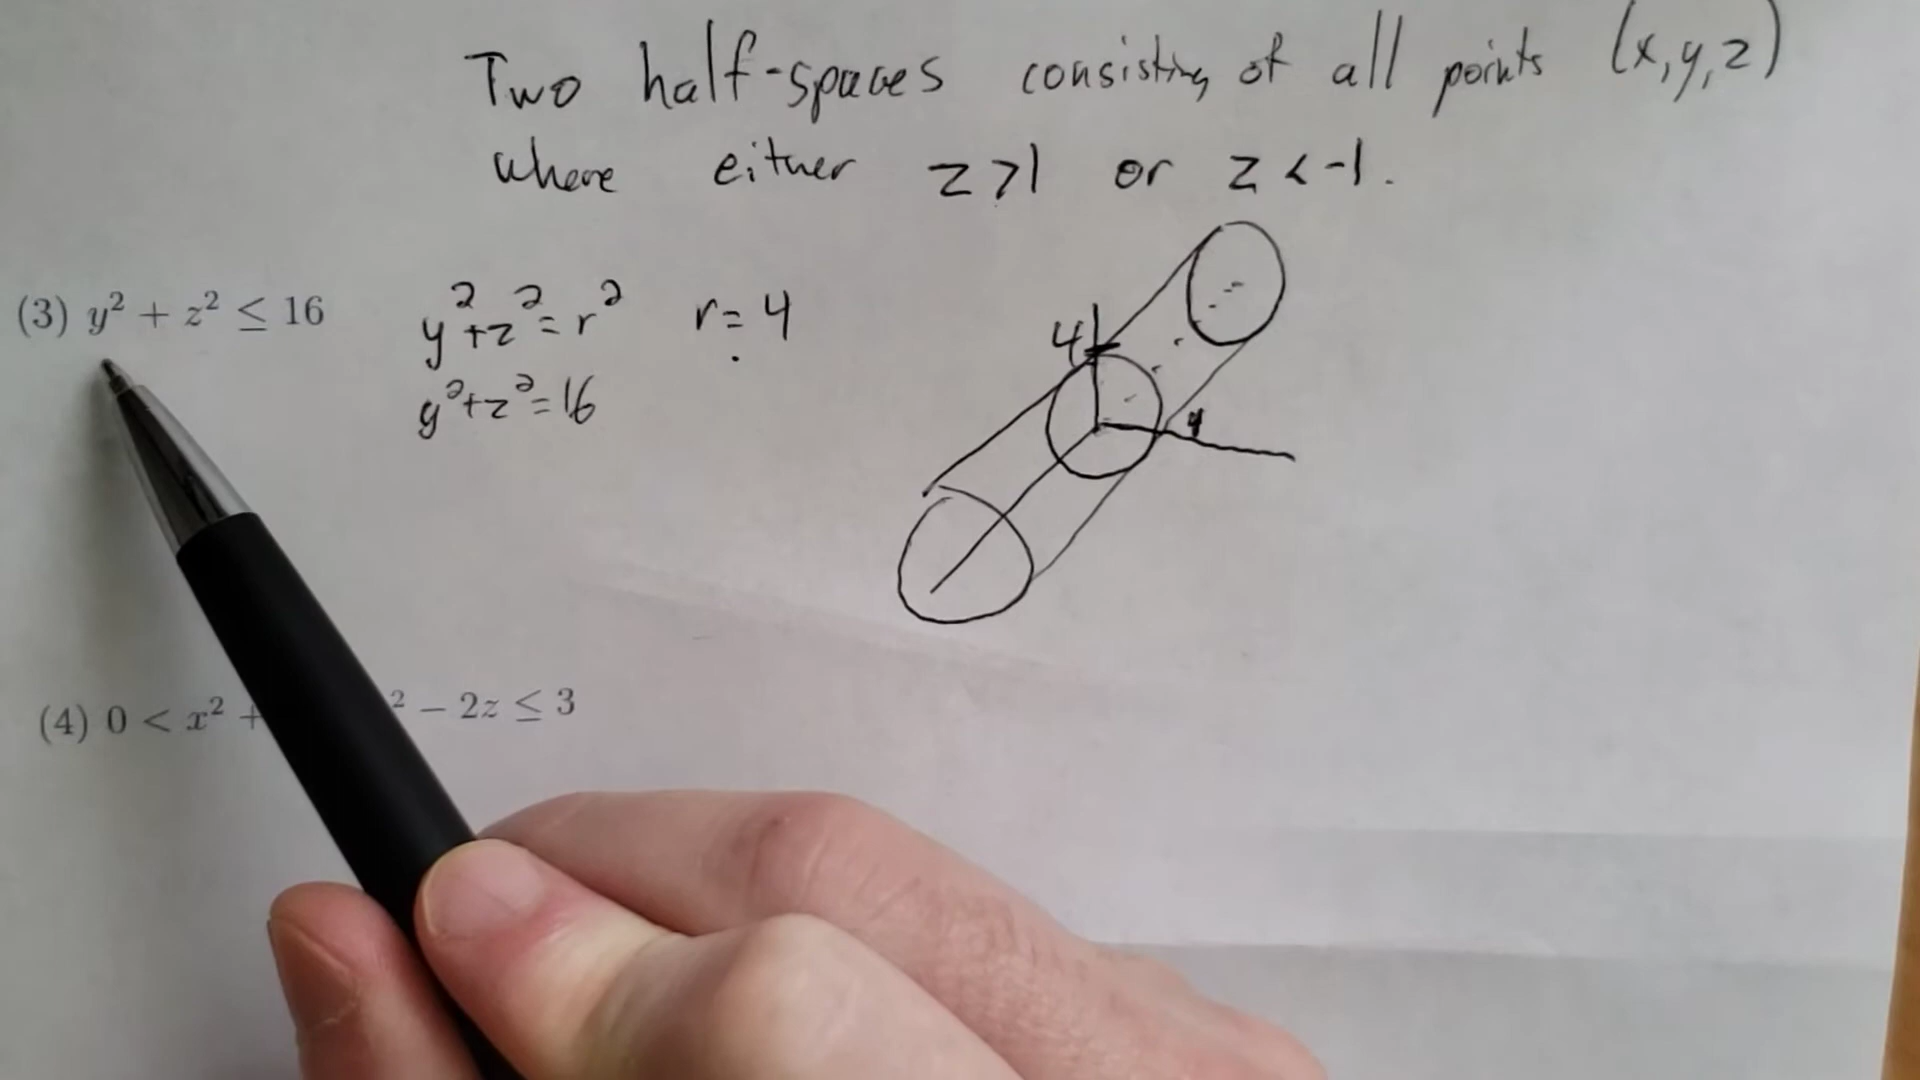 Two half-spaces consisting of all points (x,y,z)
where either z>1 or z<-1.
(3) y² + z² ≤ 16
y²+z²=r² r=4
y²+z²=16
4
4
(4) 0 < x² + ² − 2z ≤ 3